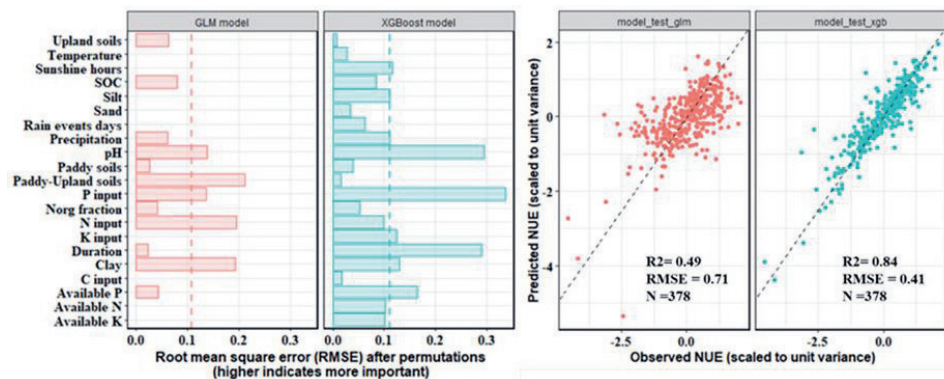 GLM model
XGBoost model
Upland soils
Temperature
Sunshine hours
SOC
Silt
Sand
Rain events days
Precipitation
pH
Paddy soils
Paddy-Upland soils
P input
Norg fraction
N input
K input
Duration
Clay
C input
Available P
Available N
Available K
0.0 0.1 0.2 0.3 0.0 0.1 0.2 0.3
Root mean square error (RMSE) after permutations
(higher indicates more important)
model_test_glm
model_test_xgb
Predicted NUE (scaled to unit variance)
2
0
-2
-4
R2= 0.49
RMSE = 0.71
N =378
R2= 0.84
RMSE = 0.41
N =378
-2.5 0.0 -2.5 0.0
Observed NUE (scaled to unit variance)